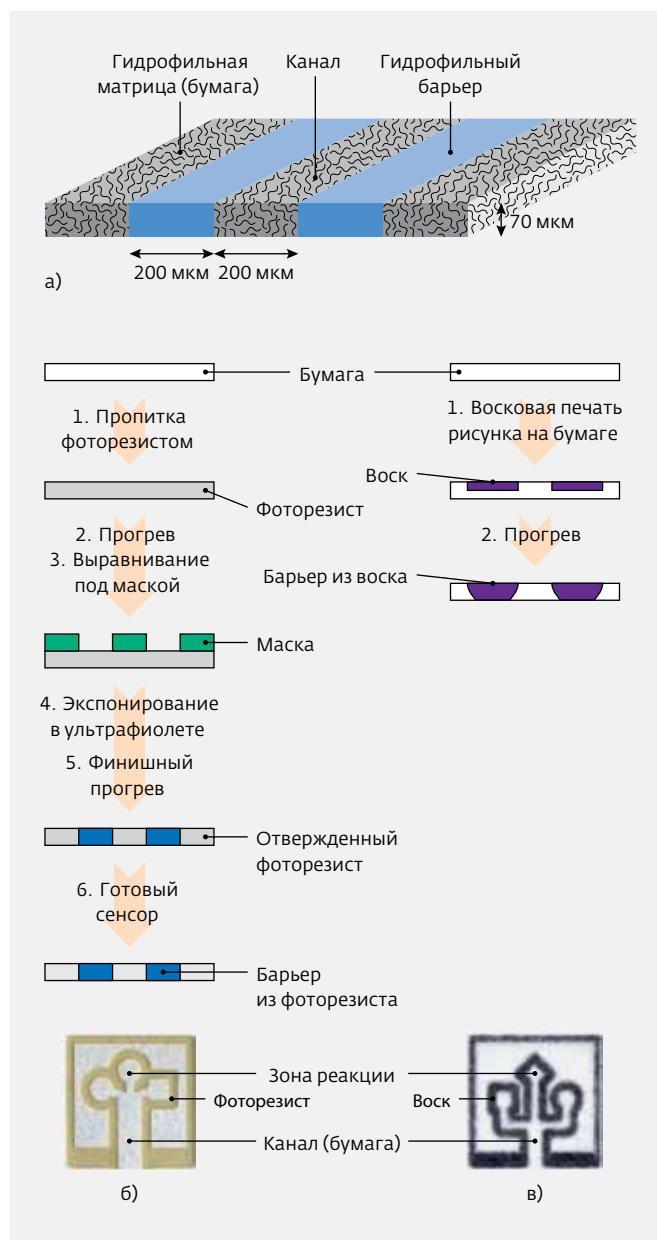 Гидрофильная
матрица (бумага)
Канал
Гидрофильный
барьер
70 мкм
200 мкм
200 мкм
а)
Бумага
1. Пропитка
фоторезистом
Фоторезист
2. Прогрев
3. Выравнивание
под маской
Маска
4. Экспонирование
в ультрафиолете
5. Финишный
прогрев
Отвержденный
фоторезист
6. Готовый
сенсор
Барьер
из фоторезиста
1. Восковая печать
рисунка на бумаге
Воск
2. Прогрев
Барьер из воска
Зона реакции
Фоторезист
Воск
Канал (бумага)
б)
в)